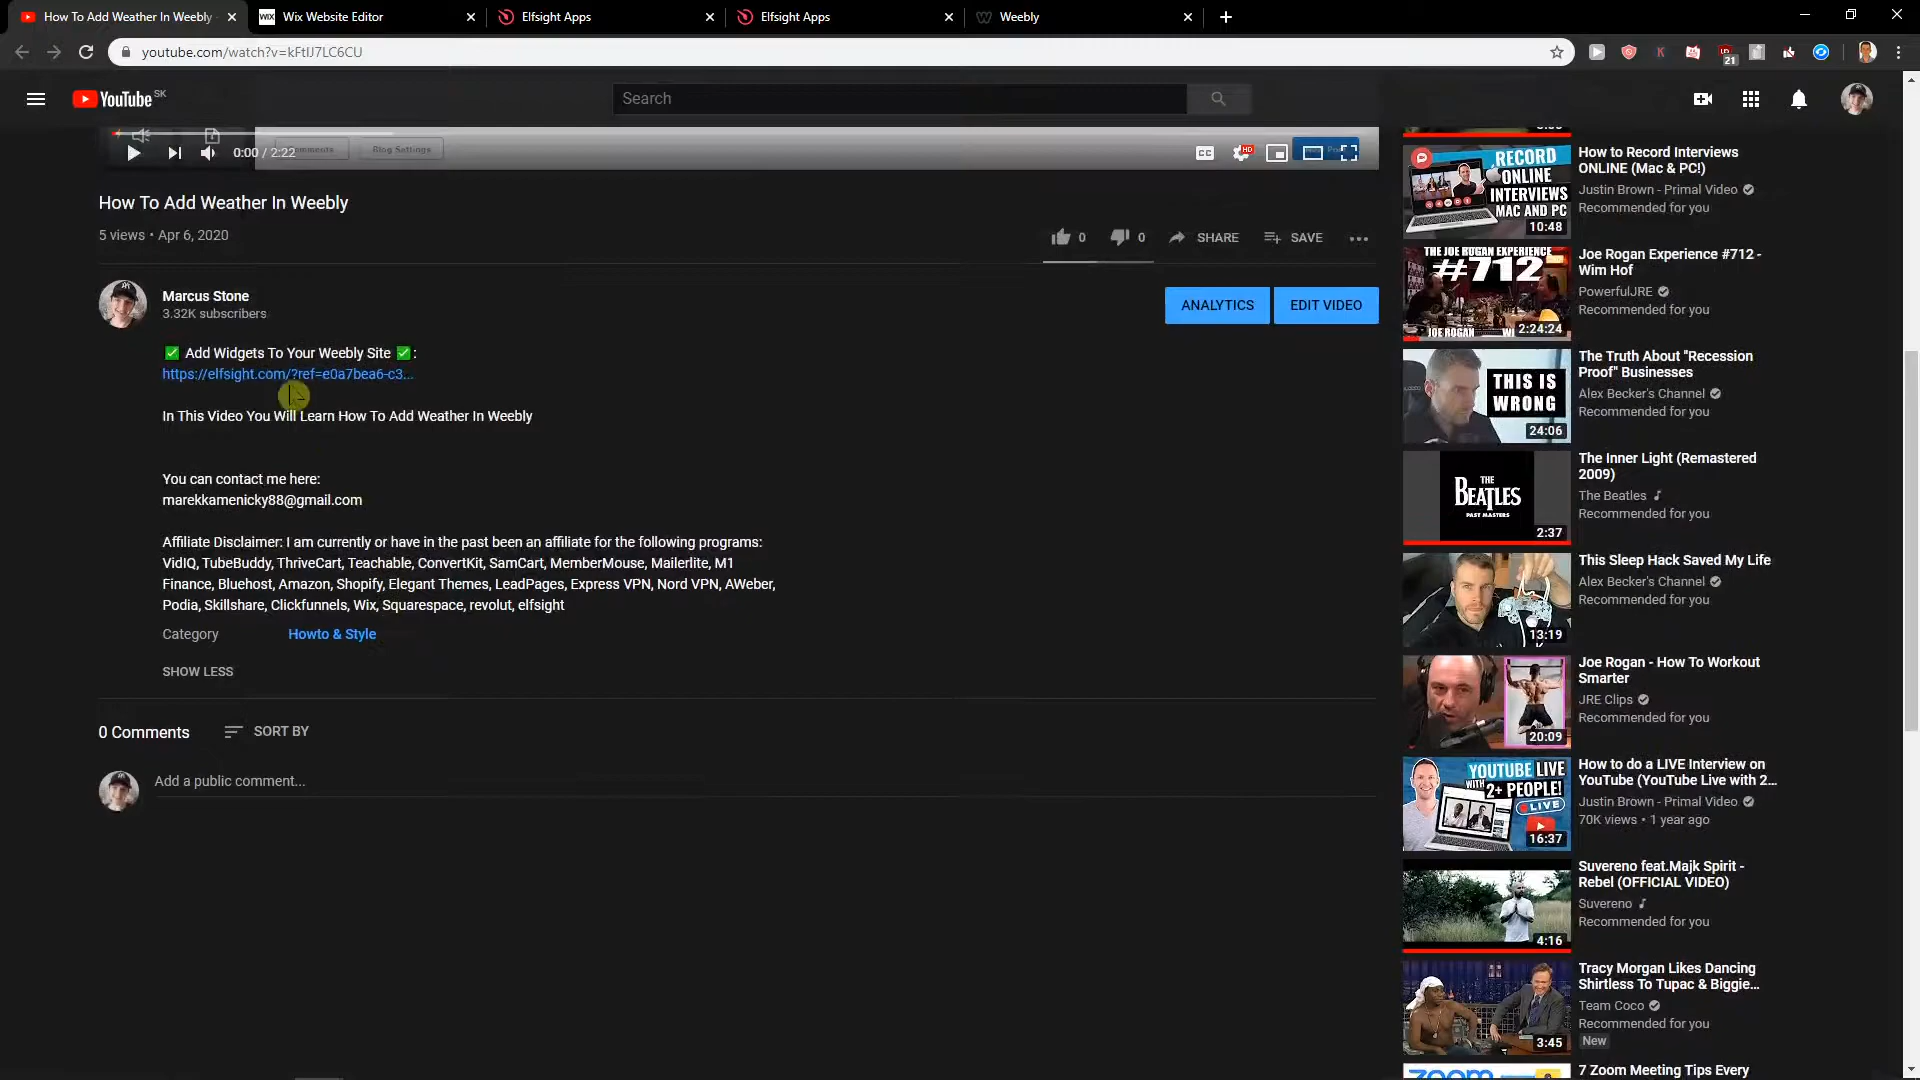 How To Add Weather In Weebly
Wix Website Editor
Elfsight Apps
Elfsight Apps
Weebly
youtube.com/watch?v=kFtIJ7LC6CU
21
YouTube SK
Search
0:00 / 2:22
Blog Settings
CC
HD
How To Add Weather In Weebly
5 views • Apr 6, 2020
0
0
SHARE
SAVE
Marcus Stone
3.32K subscribers
ANALYTICS
EDIT VIDEO
✅ Add Widgets To Your Weebly Site ✅:
https://elfsight.com/?ref=e0a7bea6-c3...
In This Video You Will Learn How To Add Weather In Weebly
You can contact me here:
marekkamenicky88@gmail.com
Affiliate Disclaimer: I am currently or have in the past been an affiliate for the following programs:
VidIQ, TubeBuddy, ThriveCart, Teachable, ConvertKit, SamCart, MemberMouse, Mailerlite, M1
Finance, Bluehost, Amazon, Shopify, Elegant Themes, LeadPages, Express VPN, Nord VPN, AWeber,
Podia, Skillshare, Clickfunnels, Wix, Squarespace, revolut, elfsight
Category
Howto & Style
SHOW LESS
0 Comments
SORT BY
Add a public comment...
RECORD
ONLINE
INTERVIEWS
MAC AND PC
10:48
How to Record Interviews
ONLINE (Mac & PC!)
Justin Brown - Primal Video
Recommended for you
THE JOE ROGAN EXPERIENCE
#712
JOE ROGAN
WIM HOF
2:24:24
Joe Rogan Experience #712 -
Wim Hof
PowerfulJRE
Recommended for you
THIS IS
WRONG
24:06
The Truth About "Recession
Proof" Businesses
Alex Becker's Channel
Recommended for you
THE
BEATLES
PAST MASTERS
2:37
The Inner Light (Remastered
2009)
The Beatles
Recommended for you
13:19
This Sleep Hack Saved My Life
Alex Becker's Channel
Recommended for you
20:09
Joe Rogan - How To Workout
Smarter
JRE Clips
Recommended for you
YOUTUBE LIVE
WITH 2+ PEOPLE!
LIVE
16:37
How to do a LIVE Interview on
YouTube (YouTube Live with 2...
Justin Brown - Primal Video
70K views • 1 year ago
4:16
Suvereno feat.Majk Spirit -
Rebel (OFFICIAL VIDEO)
Suvereno
Recommended for you
3:45
Tracy Morgan Likes Dancing
Shirtless To Tupac & Biggie...
Team Coco
Recommended for you
New
zoom
7 Zoom Meeting Tips Every